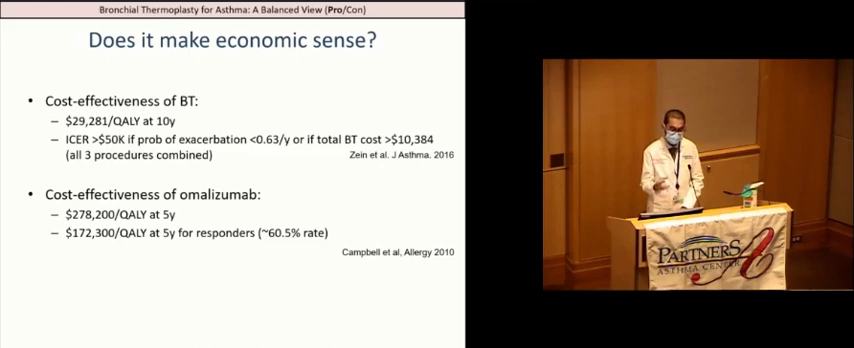 Bronchial Thermoplasty for Asthma: A Balanced View (Pro/Con)
Does it make economic sense?
• Cost-effectiveness of BT:
– $29,281/QALY at 10y
– ICER >$50K if prob of exacerbation <0.63/y or if total BT cost >$10,384
(all 3 procedures combined)
Zein et al. J Asthma. 2016
• Cost-effectiveness of omalizumab:
– $278,200/QALY at 5y
– $172,300/QALY at 5y for responders (~60.5% rate)
Campbell et al, Allergy 2010
PARTNERS
ASTHMA CENTER